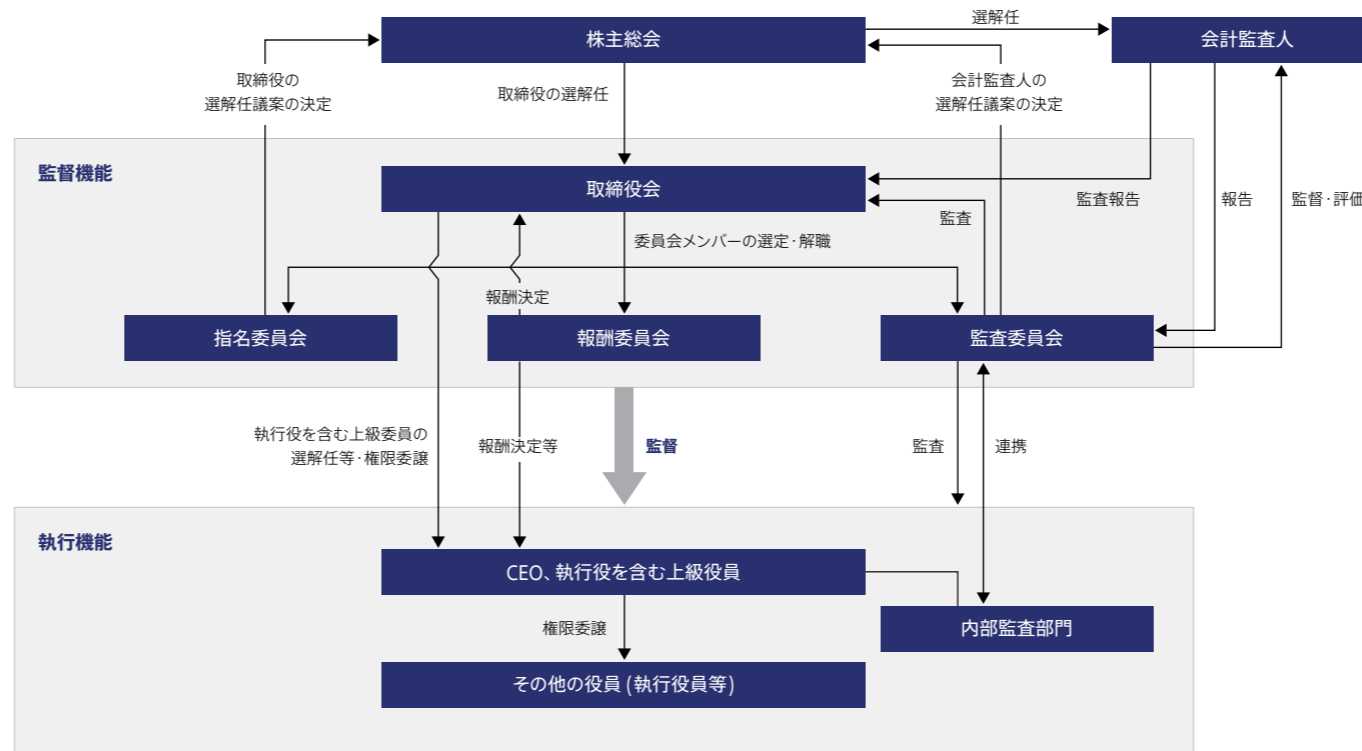 選解任
株主総会
会計監査人
取締役の
選解任議案の決定
取締役の選解任
会計監査人の
選解任議案の決定
監督機能
取締役会
監査報告
報告
監督・評価
監査
委員会メンバーの選定・解職
報酬決定
指名委員会
報酬委員会
監査委員会
執行役を含む上級委員の
選解任等・権限委譲
報酬決定等
監督
監査
連携
執行機能
CEO、執行役を含む上級役員
内部監査部門
権限委譲
その他の役員 (執行役員等)